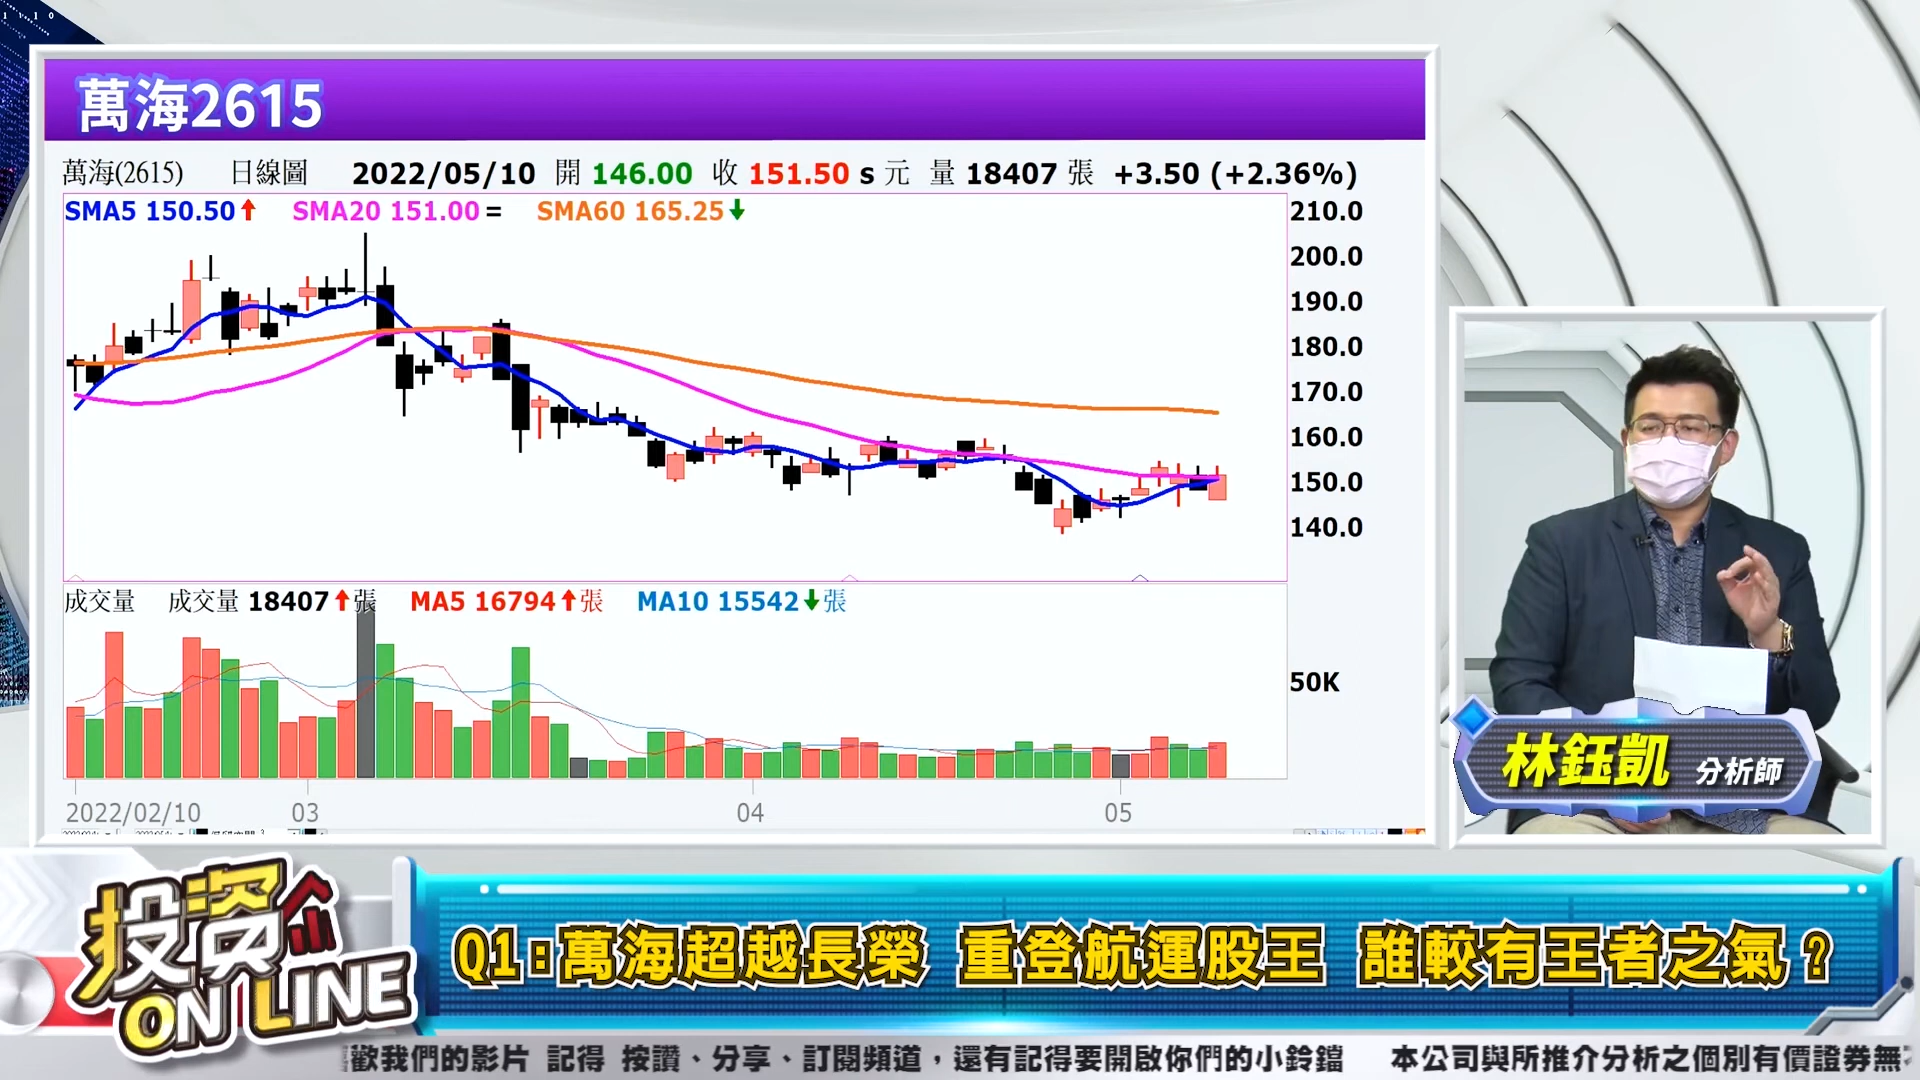 萬海2615
萬海(2615) 日線圖 2022/05/10 開 146.00 收 151.50 s 元 量 18407 張 +3.50 (+2.36%)
SMA5 150.50↑ SMA20 151.00= SMA60 165.25↓
210.0
200.0
190.0
180.0
170.0
160.0
150.0
140.0
成交量 成交量 18407↑張 MA5 16794↑張 MA10 15542↓張
50K
2022/02/10 03 04 05
林鈺凱 分析師
投資
ON LINE
Q1:萬海超越長榮 重登航運股王 誰較有王者之氣?
歡我們的影片 記得 按讚、分享、訂閱頻道,還有記得要開啟你們的小鈴鐺 本公司與所推介分析之個別有價證券無